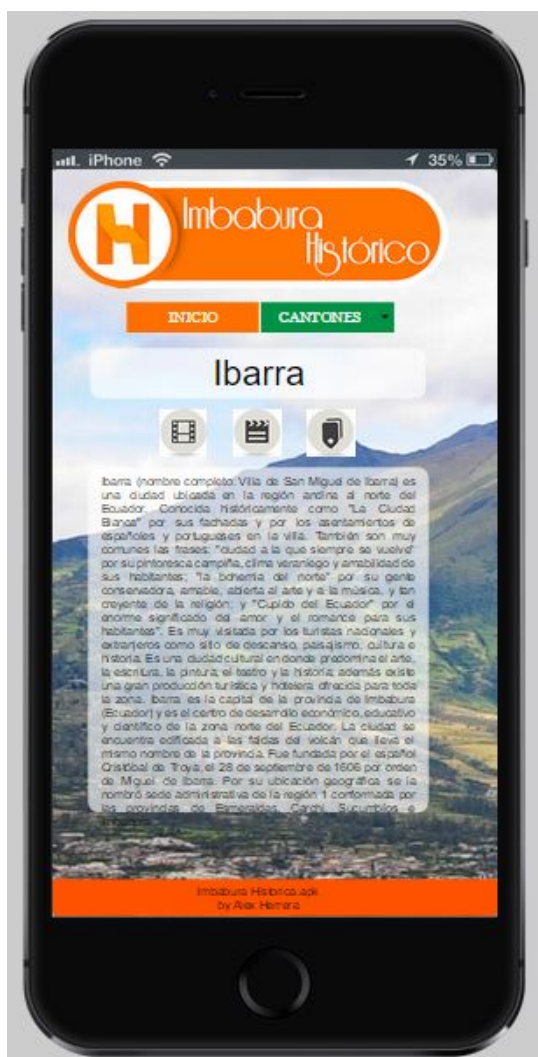 iPhone
35%
Imbabura
Histórico
INICIO
CANTONES
Ibarra
Ibarra (nombre completo: Villa de San Miguel de Ibarra) es
una ciudad ubicada en la región andina al norte del
Ecuador. Conocida históricamente como "La Ciudad
Blanca" por sus fachadas y por los asentamientos de
españoles y portugueses en la villa. También son muy
comunes las frases: "ciudad a la que siempre se vuelve"
por su pintoresca campiña, clima veraniego y amabilidad de
sus habitantes; "la bohemia del norte" por su gente
conservadora, amable, abierta al arte y a la música, y tan
creyente de la religión; y "Cupido del Ecuador" por el
enorme significado del amor y el romance para sus
habitantes". Es muy visitada por los turistas nacionales y
extranjeros como sitio de descanso, paisajismo, cultura e
historia. Es una ciudad cultural en donde predomina el arte,
la escritura, la pintura, el teatro y la historia; además existe
una gran producción turística y hotelera ofrecida para toda
la zona. Ibarra es la capital de la provincia de Imbabura
(Ecuador) y es el centro de desarrollo económico, educativo
y científico de la zona norte del Ecuador. La ciudad se
encuentra edificada a las faldas del volcán que lleva el
mismo nombre de la provincia. Fue fundada por el español
Cristóbal de Troya, el 28 de septiembre de 1606 por orden
de Miguel de Ibarra. Por su ubicación geográfica se la
nombró sede administrativa de la región 1 conformada por
las provincias de Esmeraldas, Carchi, Sucumbíos e
Imbabura Historica.apk
by Alex Herrera